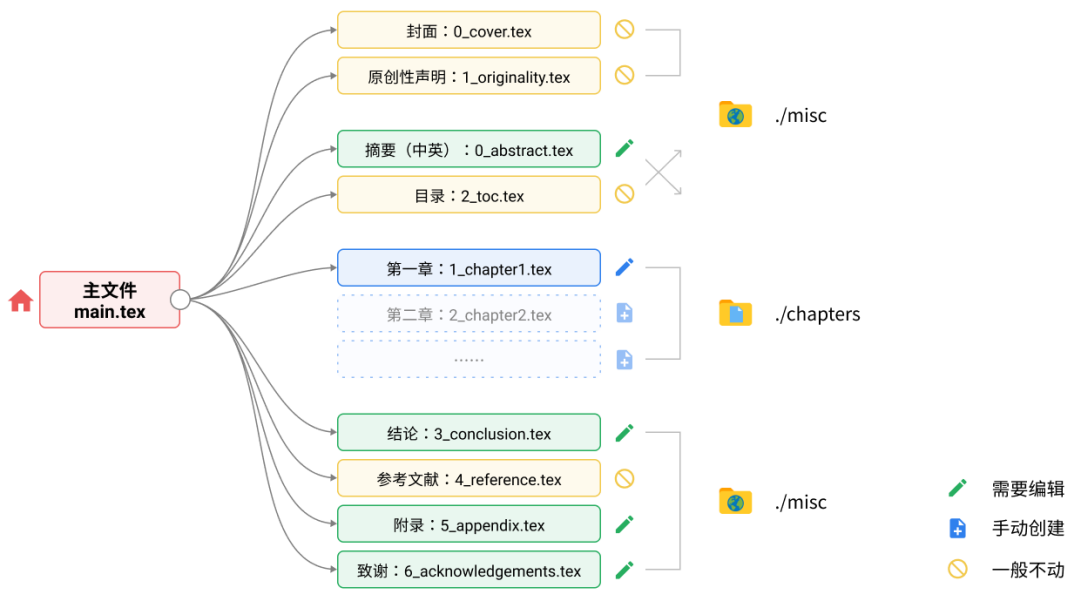 封面：0_cover.tex
原创性声明：1_originality.tex
./misc
摘要（中英）：0_abstract.tex
目录：2_toc.tex
主文件
main.tex
第一章：1_chapter1.tex
第二章：2_chapter2.tex
……
./chapters
结论：3_conclusion.tex
参考文献：4_reference.tex
附录：5_appendix.tex
致谢：6_acknowledgements.tex
./misc
需要编辑
手动创建
一般不动